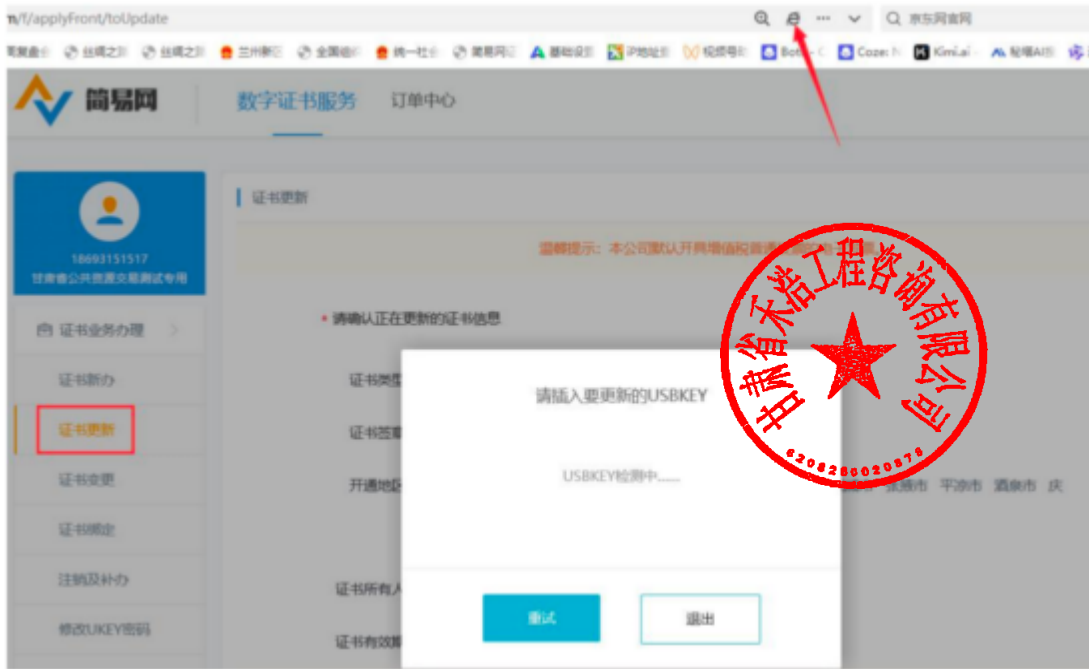 n/f/applyFront/toUpdate
京东网官网
丝绸之
丝绸之
兰州新区
全国组
统一社
简易网
基础设
IP地址
视频号
Coze:
Kimi.ai
秘塔AI
简易网
数字证书服务
订单中心
18693151517
甘肃省公共资源交易测试专用
证书更新
温馨提示：本公司默认开具增值税普通
证书业务办理
证书新办
证书更新
证书变更
证书绑定
注销及补办
修改UKEY密码
* 请确认正在更新的证书信息
证书类型
证书签章
开通地区
张掖市 平凉市 酒泉市 庆
证书所有人
证书有效期
请插入要更新的USBKEY
USBKEY检测中......
重试
退出
甘肃省禾浩工程咨询有限公司
6208260020876